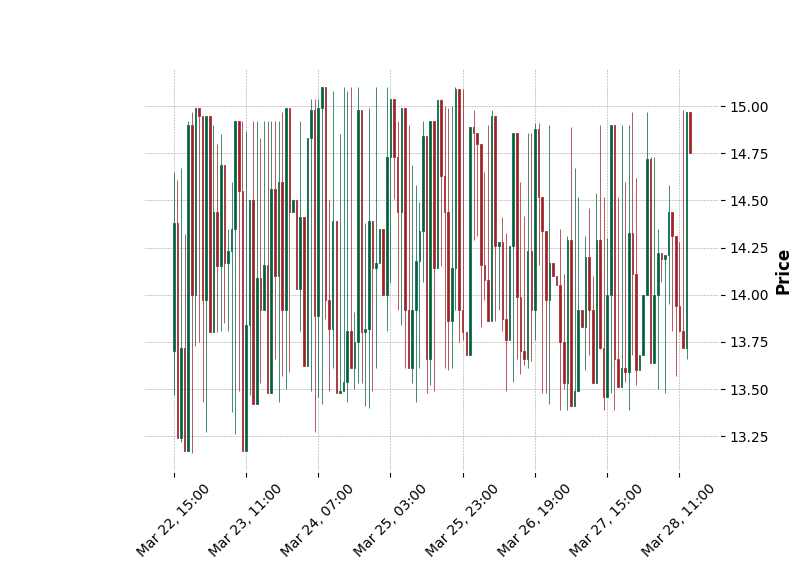 15.00
14.75
14.50
14.25
14.00
13.75
13.50
13.25
Price
Mar 22, 15:00
Mar 23, 11:00
Mar 24, 07:00
Mar 25, 03:00
Mar 25, 23:00
Mar 26, 19:00
Mar 27, 15:00
Mar 28, 11:00